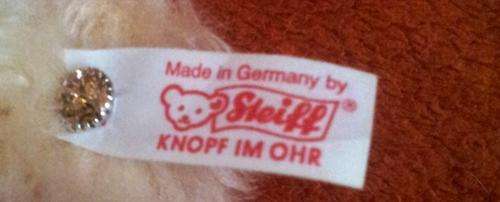 Made in Germany by
Steiff®
KNOPF IM OHR